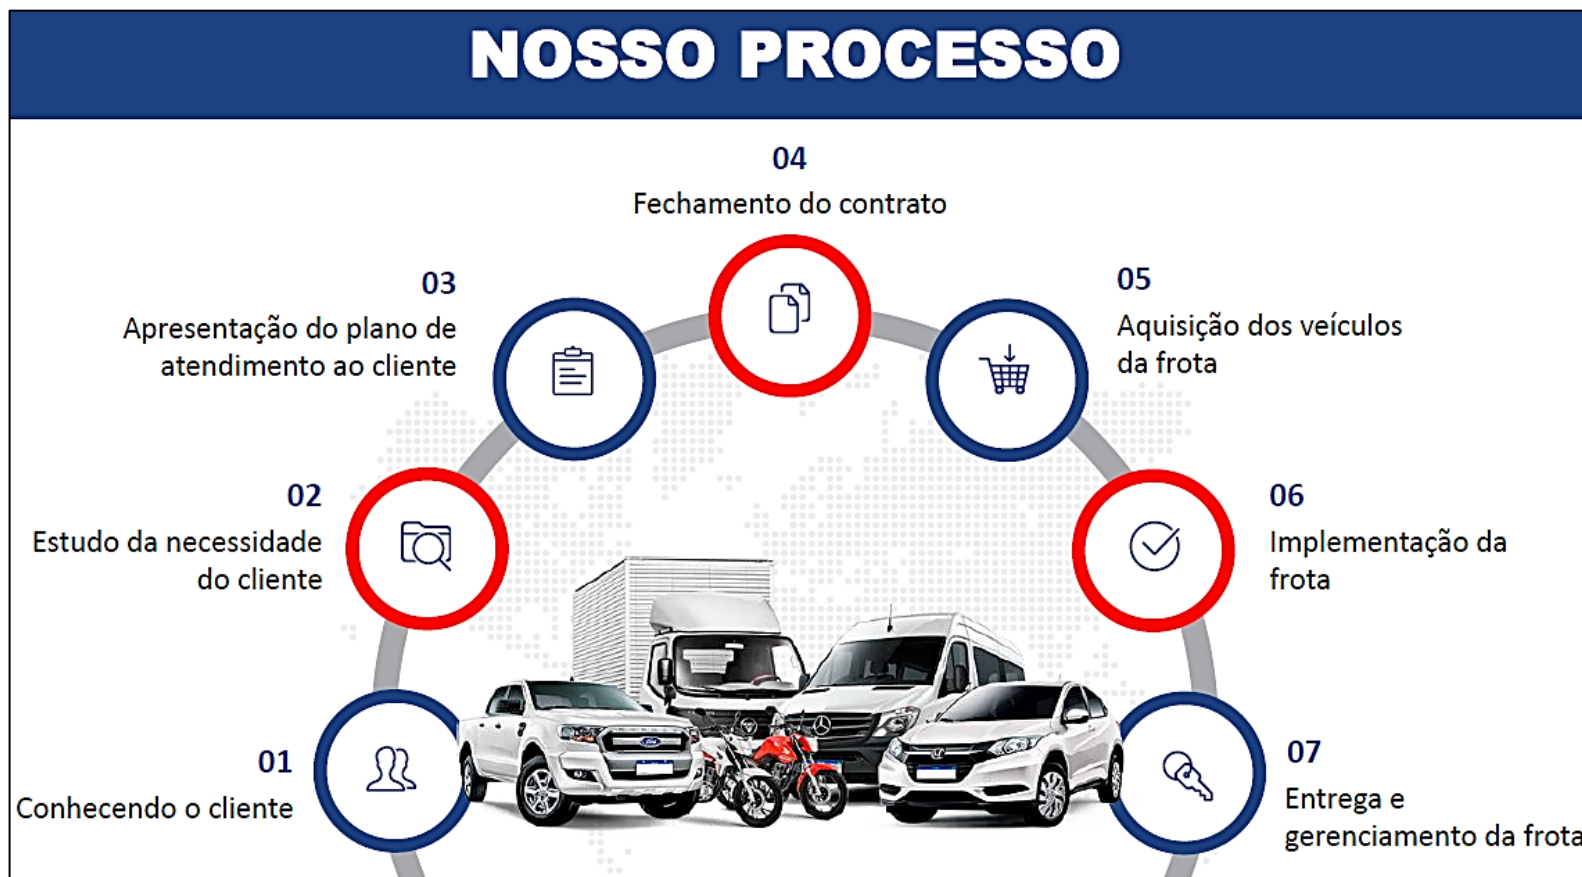 NOSSO PROCESSO
01
Conhecendo o cliente
02
Estudo da necessidade
do cliente
03
Apresentação do plano de
atendimento ao cliente
04
Fechamento do contrato
05
Aquisição dos veículos
da frota
06
Implementação da
frota
07
Entrega e
gerenciamento da frota